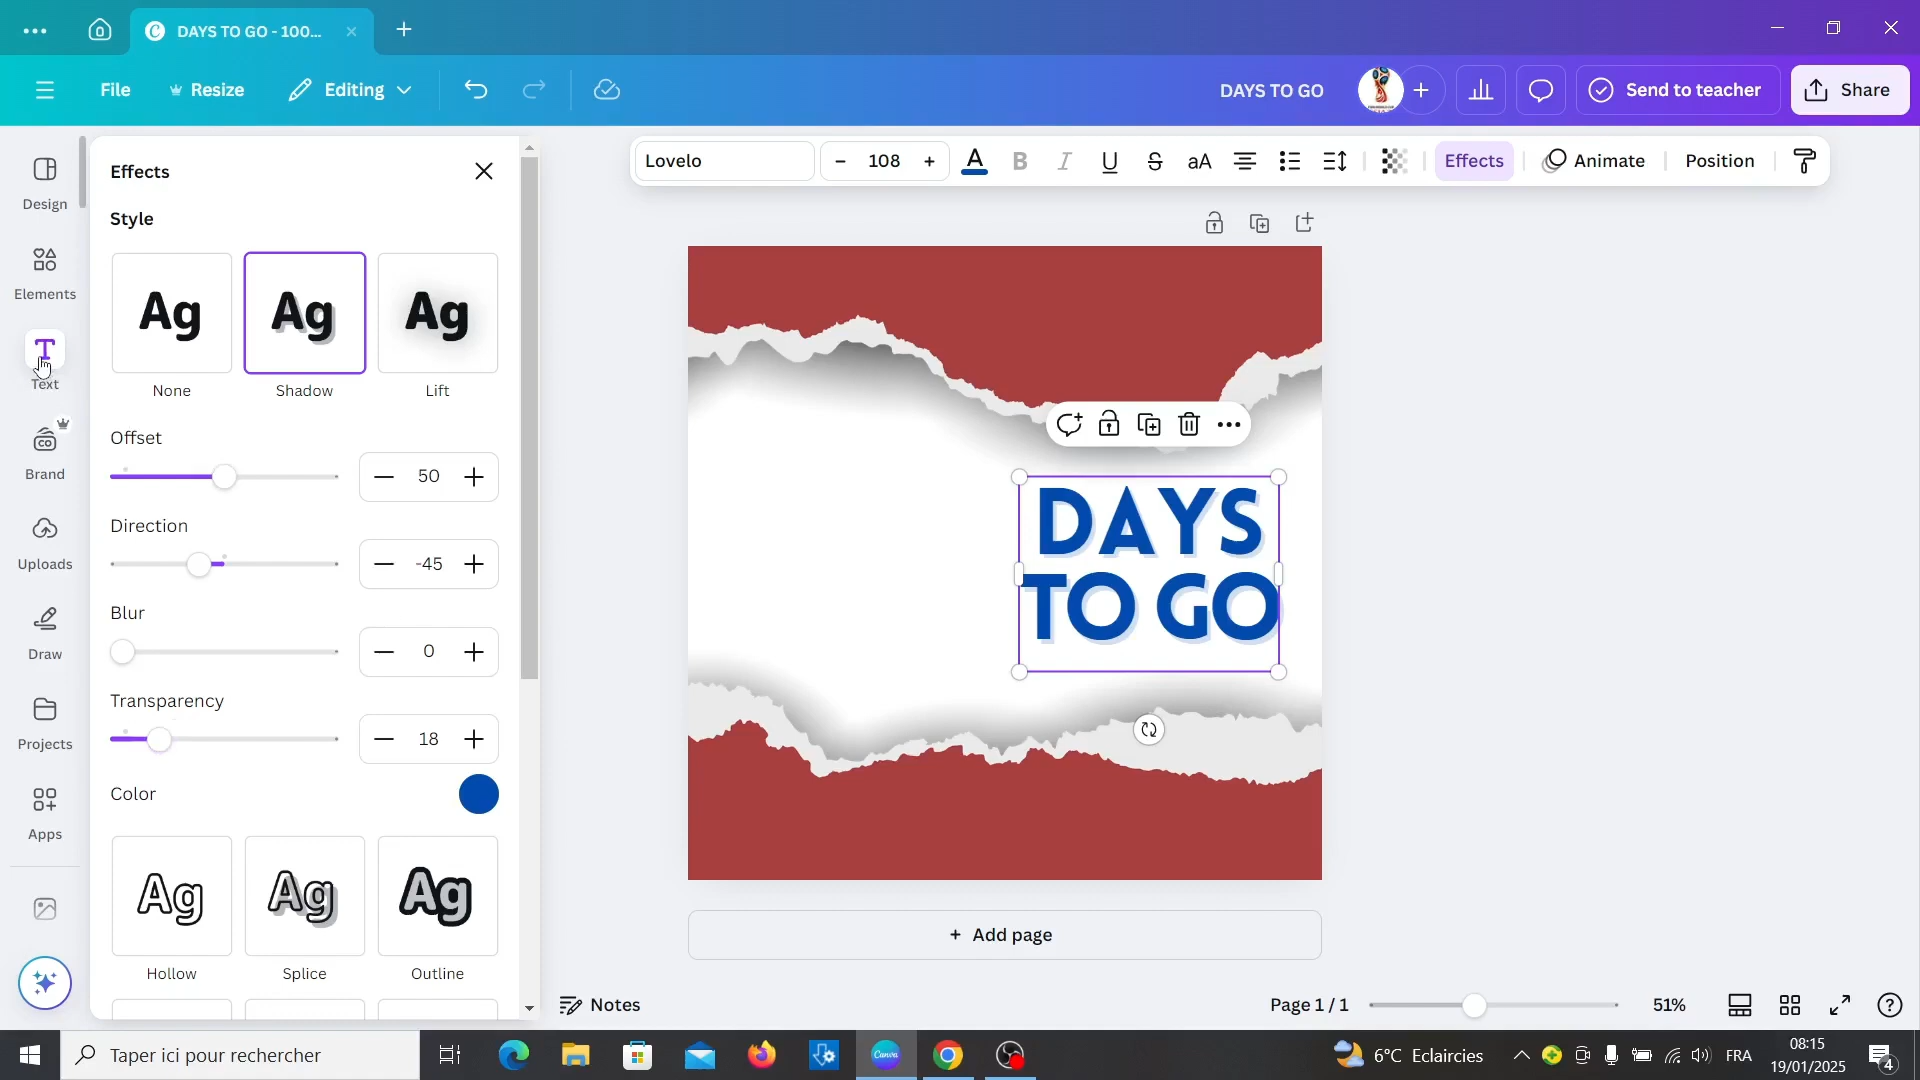 DAYS TO GO - 100...
File
Resize
Editing
DAYS TO GO
Send to teacher
Share
Design
Elements
Text
Brand
Uploads
Draw
Projects
Apps
Effects
Style
Ag
Ag
Ag
None
Shadow
Lift
Offset
50
Direction
-45
Blur
0
Transparency
18
Color
Ag
Ag
Ag
Hollow
Splice
Outline
Lovelo
108
A
B
I
U
S
aA
Effects
Animate
Position
DAYS
TO GO
+ Add page
Notes
Page 1 / 1
51%
Taper ici pour rechercher
Canva
6°C Eclaircies
FRA
08:15
19/01/2025
4